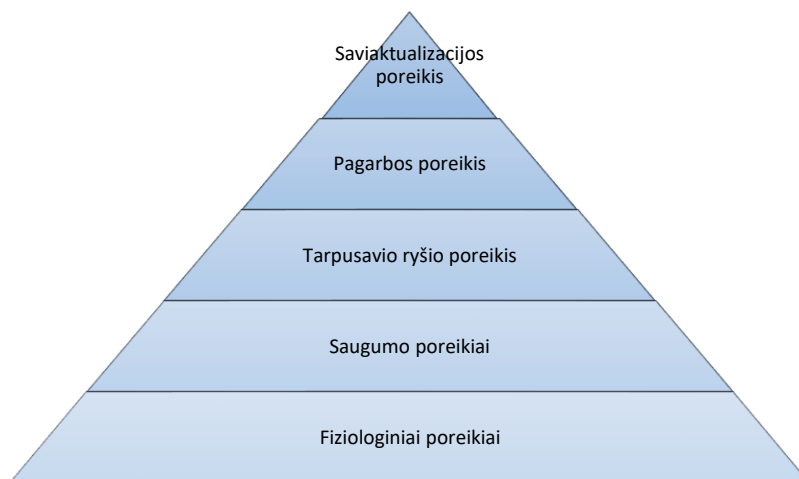 Saviaktualizacijos
poreikis
Pagarbos poreikis
Tarpusavio ryšio poreikis
Saugumo poreikiai
Fiziologiniai poreikiai